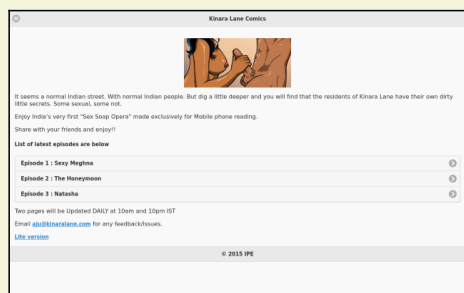 Kinara Lane Comics
It seems a normal Indian street. With normal Indian people. But dig a little deeper and you will find that the residents of Kinara Lane have their own dirty
little secrets. Some sexual, some not.
Enjoy India's very first "Sex Soap Opera" made exclusively for Mobile phone reading.
Share with your friends and enjoy!!
List of latest episodes are below
Episode 1 : Sexy Meghna
Episode 2 : The Honeymoon
Episode 3 : Natasha
Two pages will be Updated DAILY at 10am and 10pm IST
Email aju@kinaralane.com for any feedback/issues.
Lite version
© 2015 IPE